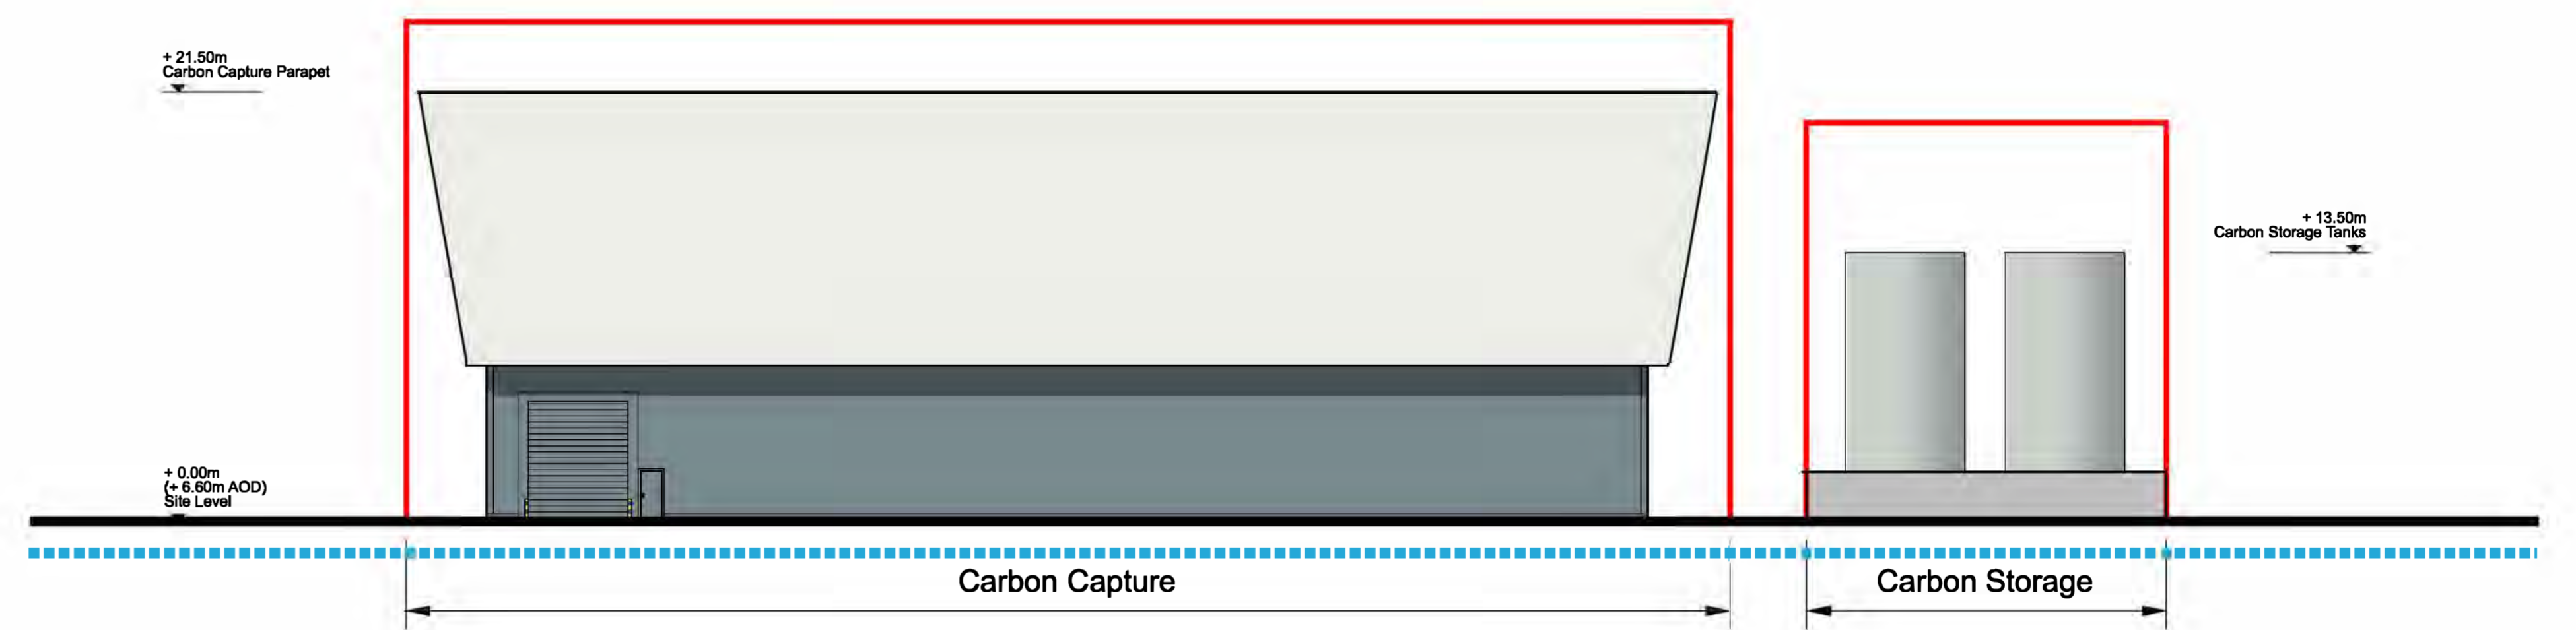 + 21.50m
Carbon Capture Parapet
+ 13.50m
Carbon Storage Tanks
+ 0.00m
(+ 6.60m AOD)
Site Level
Carbon Capture
Carbon Storage